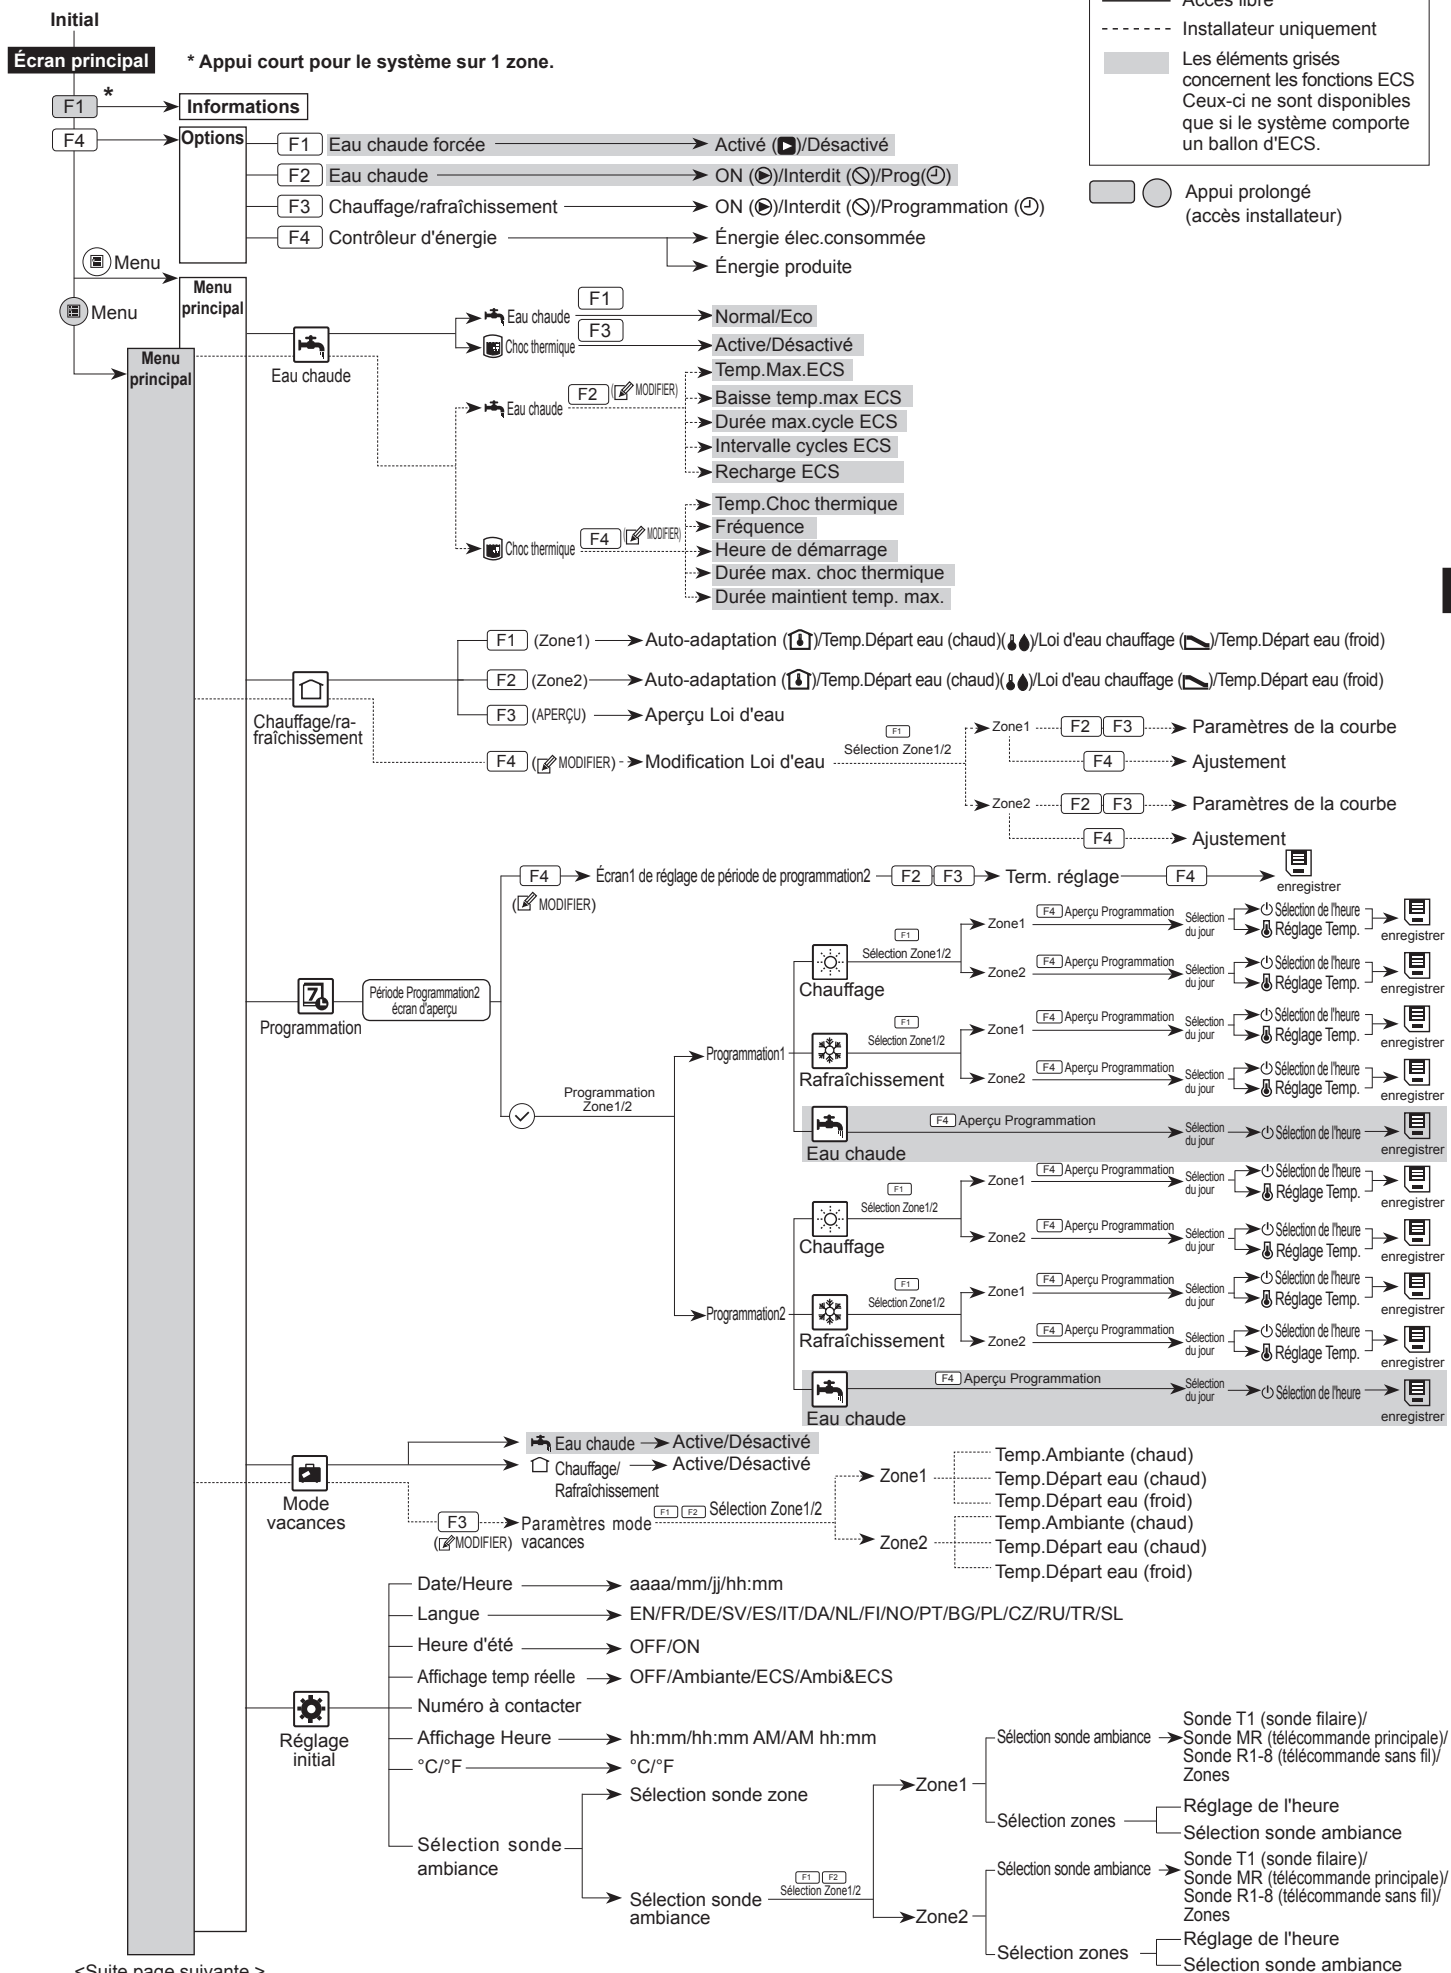 Initial
Écran principal
* Appui court pour le système sur 1 zone.
Accès libre
Installateur uniquement
Les éléments grisés
concernent les fonctions ECS
Ceux-ci ne sont disponibles
que si le système comporte
un ballon d'ECS.
Appui prolongé
(accès installateur)
F1 * Informations
F4 Options
F1 Eau chaude forcée Activé ()/Désactivé
F2 Eau chaude ON ()/Interdit ()/Prog()
F3 Chauffage/rafraîchissement ON ()/Interdit ()/Programmation ()
F4 Contrôleur d'énergie Énergie élec.consommée
Énergie produite
Menu
Menu
principal
Menu
Menu
principal
Eau chaude
Eau chaude F1 Normal/Eco
Choc thermique F3 Active/Désactivé
Eau chaude F2 (MODIFIER)
Temp.Max.ECS
Baisse temp.max ECS
Durée max.cycle ECS
Intervalle cycles ECS
Recharge ECS
Choc thermique F4 (MODIFIER)
Temp.Choc thermique
Fréquence
Heure de démarrage
Durée max. choc thermique
Durée maintient temp. max.
Chauffage/ra-
fraîchissement
F1 (Zone1) Auto-adaptation ()/Temp.Départ eau (chaud)()/Loi d'eau chauffage ()/Temp.Départ eau (froid)
F2 (Zone2) Auto-adaptation ()/Temp.Départ eau (chaud)()/Loi d'eau chauffage ()/Temp.Départ eau (froid)
F3 (APERÇU) Aperçu Loi d'eau
F4 (MODIFIER) Modification Loi d'eau
F1
Sélection Zone1/2
Zone1 F2 F3 Paramètres de la courbe
F4 Ajustement
Zone2 F2 F3 Paramètres de la courbe
F4 Ajustement
Programmation
Période Programmation2
écran d'aperçu
F4 Écran1 de réglage de période de programmation2 F2 F3 Term. réglage F4 enregistrer
(MODIFIER)
Programmation
Zone1/2
Programmation1
Chauffage
F1
Sélection Zone1/2
Zone1 F4 Aperçu Programmation Sélection
du jour
Sélection de l'heure
Réglage Temp.
enregistrer
Zone2 F4 Aperçu Programmation Sélection
du jour
Sélection de l'heure
Réglage Temp.
enregistrer
Rafraîchissement
F1
Sélection Zone1/2
Zone1 F4 Aperçu Programmation Sélection
du jour
Sélection de l'heure
Réglage Temp.
enregistrer
Zone2 F4 Aperçu Programmation Sélection
du jour
Sélection de l'heure
Réglage Temp.
enregistrer
Eau chaude
F4 Aperçu Programmation Sélection
du jour
Sélection de l'heure
enregistrer
Programmation2
Chauffage
F1
Sélection Zone1/2
Zone1 F4 Aperçu Programmation Sélection
du jour
Sélection de l'heure
Réglage Temp.
enregistrer
Zone2 F4 Aperçu Programmation Sélection
du jour
Sélection de l'heure
Réglage Temp.
enregistrer
Rafraîchissement
F1
Sélection Zone1/2
Zone1 F4 Aperçu Programmation Sélection
du jour
Sélection de l'heure
Réglage Temp.
enregistrer
Zone2 F4 Aperçu Programmation Sélection
du jour
Sélection de l'heure
Réglage Temp.
enregistrer
Eau chaude
F4 Aperçu Programmation Sélection
du jour
Sélection de l'heure
enregistrer
Mode
vacances
Eau chaude Active/Désactivé
Chauffage/ Active/Désactivé
Rafraîchissement
F3 Paramètres mode
(MODIFIER) vacances
F1 F2 Sélection Zone1/2
Zone1
Temp.Ambiante (chaud)
Temp.Départ eau (chaud)
Temp.Départ eau (froid)
Zone2
Temp.Ambiante (chaud)
Temp.Départ eau (chaud)
Temp.Départ eau (froid)
Réglage
initial
Date/Heure aaaa/mm/jj/hh:mm
Langue EN/FR/DE/SV/ES/IT/DA/NL/FI/NO/PT/BG/PL/CZ/RU/TR/SL
Heure d'été OFF/ON
Affichage temp réelle OFF/Ambiante/ECS/Ambi&ECS
Numéro à contacter
Affichage Heure hh:mm/hh:mm AM/AM hh:mm
°C/°F °C/°F
Sélection sonde
ambiance
Sélection sonde zone
Sélection sonde
ambiance
F1 F2
Sélection Zone1/2
Zone1
Sélection sonde ambiance
Sonde T1 (sonde filaire)/
Sonde MR (télécommande principale)/
Sonde R1-8 (télécommande sans fil)/
Zones
Sélection zones
Réglage de l'heure
Sélection sonde ambiance
Zone2
Sélection sonde ambiance
Sonde T1 (sonde filaire)/
Sonde MR (télécommande principale)/
Sonde R1-8 (télécommande sans fil)/
Zones
Sélection zones
Réglage de l'heure
Sélection sonde ambiance
<Suite page suivante.>